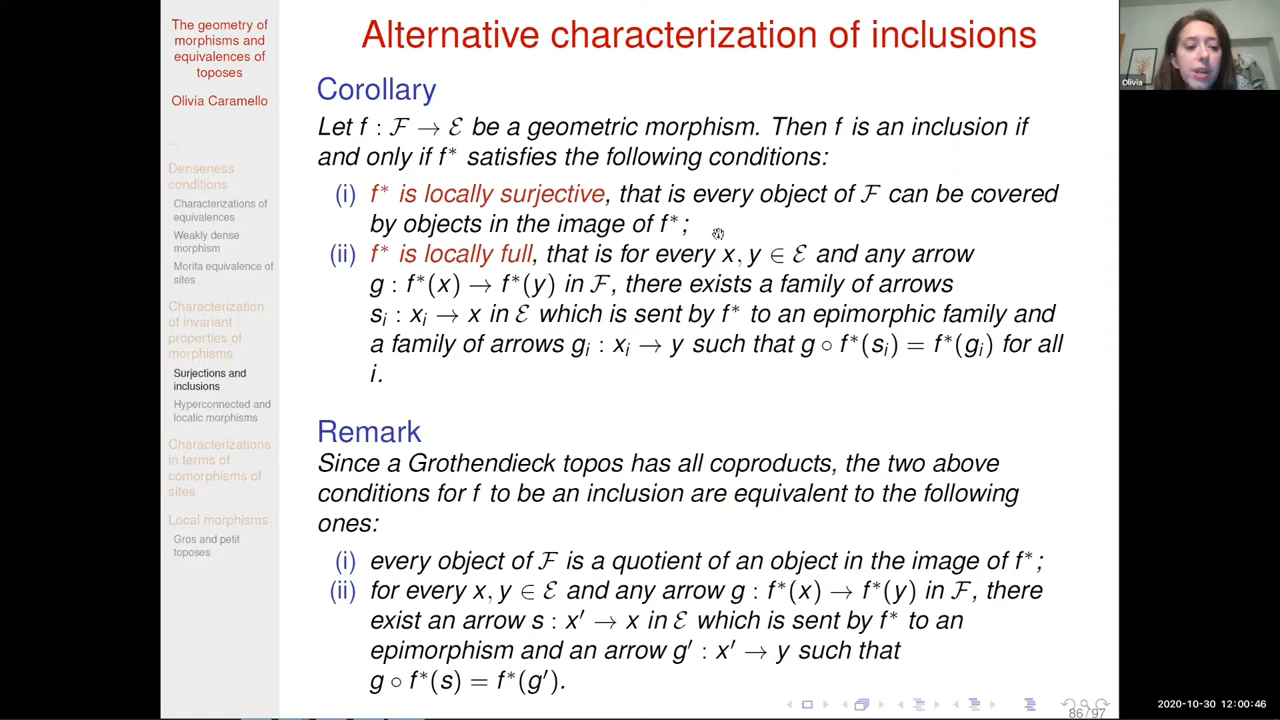 The geometry of
morphisms and
equivalences of
toposes
Olivia Caramello
...
Denseness
conditions
Characterizations of
equivalences
Weakly dense
morphism
Morita equivalence of
sites
Characterization
of invariant
properties of
morphisms
Surjections and
inclusions
Hyperconnected and
localic morphisms
Characterizations
in terms of
comorphisms of
sites
Local morphisms
Gros and petit
toposes
Alternative characterization of inclusions
Corollary
Let f : ℱ → ℰ be a geometric morphism. Then f is an inclusion if
and only if f* satisfies the following conditions:
(i) f* is locally surjective, that is every object of ℱ can be covered
by objects in the image of f*;
(ii) f* is locally full, that is for every x, y ∈ ℰ and any arrow
g : f*(x) → f*(y) in ℱ, there exists a family of arrows
sᵢ : xᵢ → x in ℰ which is sent by f* to an epimorphic family and
a family of arrows gᵢ : xᵢ → y such that g ∘ f*(sᵢ) = f*(gᵢ) for all
i.
Remark
Since a Grothendieck topos has all coproducts, the two above
conditions for f to be an inclusion are equivalent to the following
ones:
(i) every object of ℱ is a quotient of an object in the image of f*;
(ii) for every x, y ∈ ℰ and any arrow g : f*(x) → f*(y) in ℱ, there
exist an arrow s : x′ → x in ℰ which is sent by f* to an
epimorphism and an arrow g′ : x′ → y such that
g ∘ f*(s) = f*(g′).
86 / 97
Olivia
2020-10-30 12:00:46